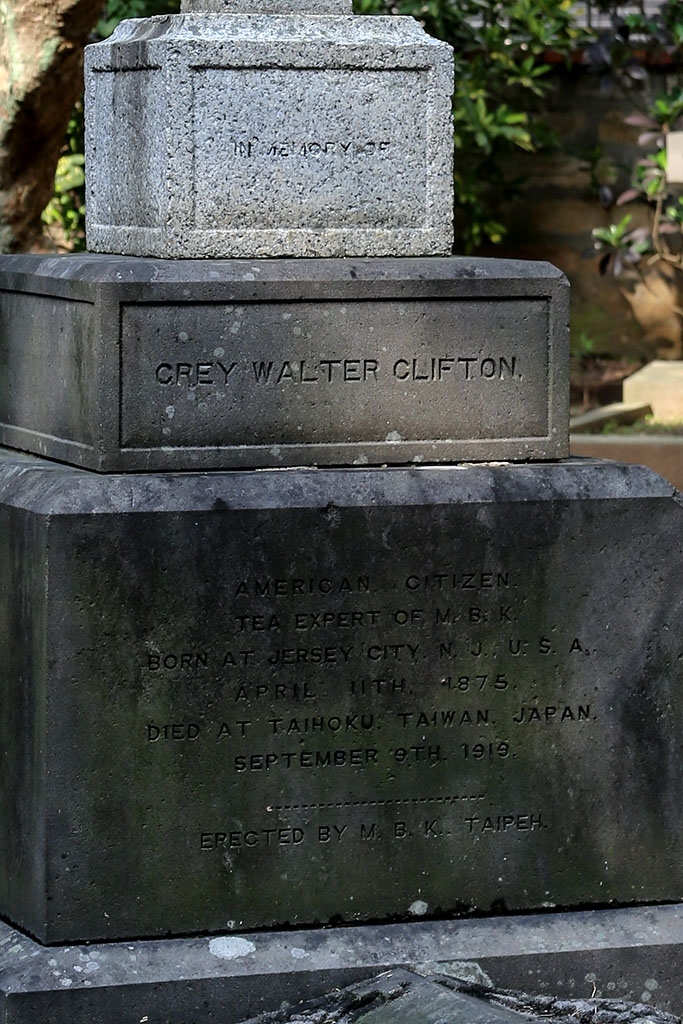 IN MEMORY OF
GREY WALTER CLIFTON.
AMERICAN CITIZEN.
TEA EXPERT OF M. B. K.
BORN AT JERSEY CITY, N. J., U. S. A.,
APRIL 11TH, 1875.
DIED AT TAIHOKU, TAIWAN, JAPAN,
SEPTEMBER 9TH, 1919.
ERECTED BY M. B. K., TAIPEH.